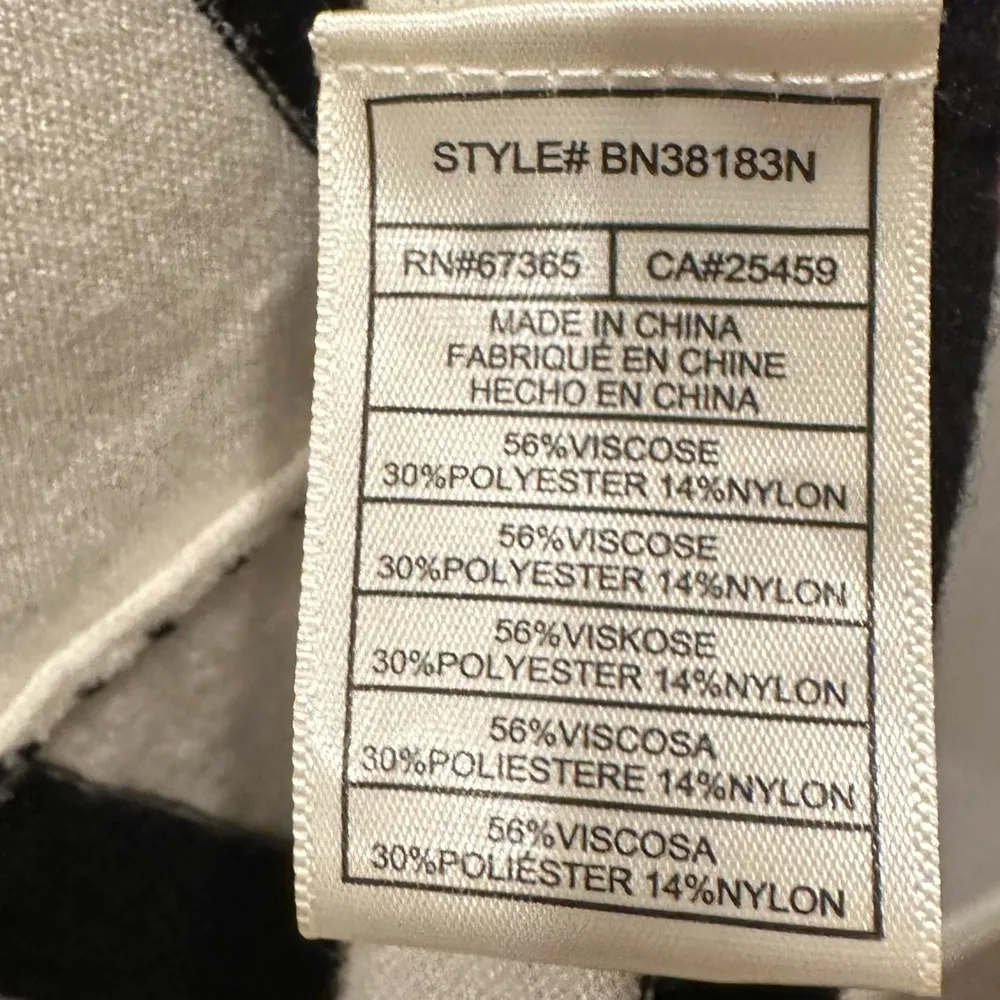 STYLE# BN38183N
RN#67365 CA#25459
MADE IN CHINA
FABRIQUÉ EN CHINE
HECHO EN CHINA
56%VISCOSE
30%POLYESTER 14%NYLON
56%VISCOSE
30%POLYESTER 14%NYLON
56%VISKOSE
30%POLYESTER 14%NYLON
56%VISCOSA
30%POLIESTERE 14%NYLON
56%VISCOSA
30%POLIÉSTER 14%NYLON